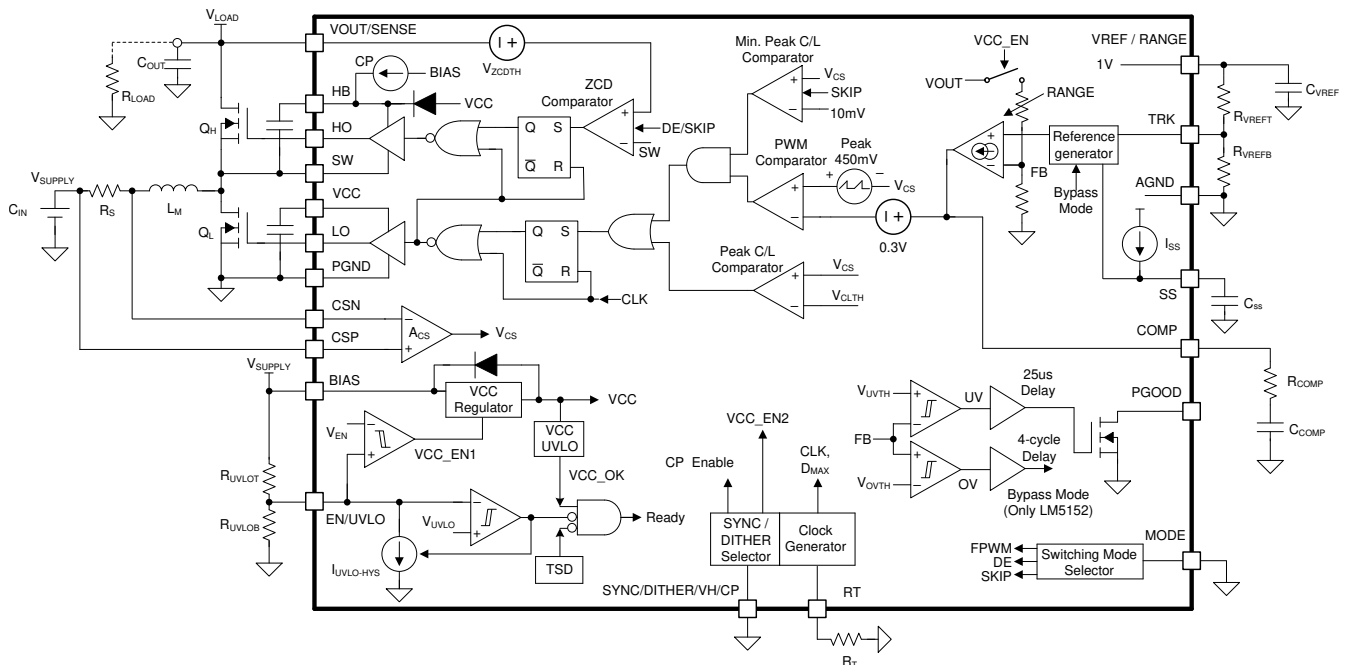 VLOAD
VOUT/SENSE
COUT
RLOAD
CP
BIAS
VZCDTH
ZCD
Comparator
HB
VCC
HO
QH
SW
Q
S
Q
R
DE/SKIP
SW
Min. Peak C/L
Comparator
VCS
SKIP
10mV
PWM
Comparator
Peak
450mV
VCS
0.3V
VCC_EN
VOUT
RANGE
FB
Reference
generator
Bypass
Mode
VREF / RANGE
1V
CVREF
RVREFT
TRK
RVREFB
AGND
ISS
SS
Css
VSUPPLY
CIN
RS
LM
VCC
QL
LO
PGND
Q
S
Q
R
CLK
Peak C/L
Comparator
VCS
VCLTH
CSN
CSP
ACS
VCS
COMP
RCOMP
CCOMP
VSUPPLY
BIAS
VCC
Regulator
VCC
VCC
UVLO
VEN
VCC_EN1
VCC_OK
RUVLOT
RUVLOB
EN/UVLO
VUVLO
IUVLO-HYS
Ready
TSD
VCC_EN2
CP Enable
CLK,
DMAX
SYNC /
DITHER
Selector
Clock
Generator
SYNC/DITHER/VH/CP
RT
RT
25us
Delay
VUVTH
UV
FB
VOVTH
OV
4-cycle
Delay
Bypass Mode
(Only LM5152)
PGOOD
MODE
FPWM
DE
SKIP
Switching Mode
Selector